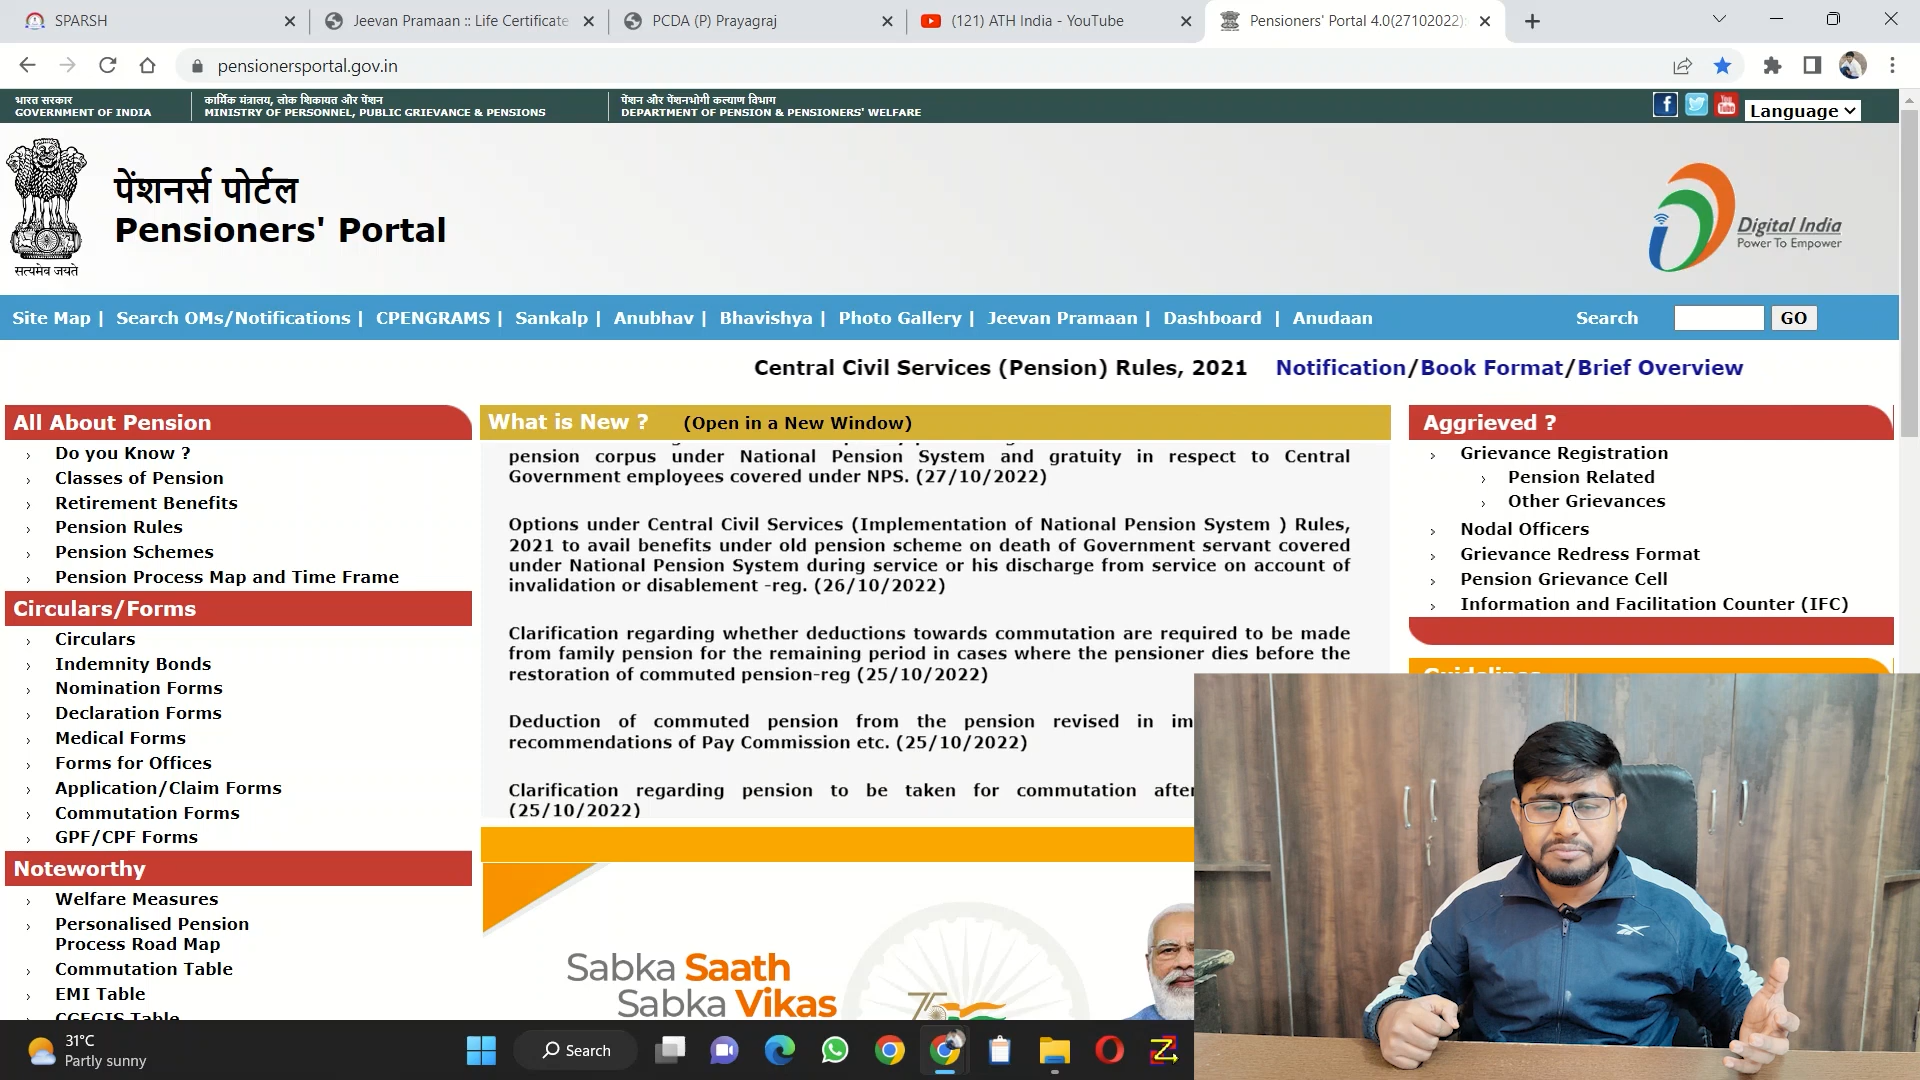 SPARSH
Jeevan Pramaan :: Life Certificate
PCDA (P) Prayagraj
(121) ATH India - YouTube
Pensioners' Portal 4.0(27102022)
pensionersportal.gov.in
भारत सरकार
GOVERNMENT OF INDIA
कार्मिक मंत्रालय, लोक शिकायत और पेंशन
MINISTRY OF PERSONNEL, PUBLIC GRIEVANCE & PENSIONS
पेंशन और पेंशनभोगी कल्याण विभाग
DEPARTMENT OF PENSION & PENSIONERS' WELFARE
You Tube
Language
पेंशनर्स पोर्टल
Pensioners' Portal
सत्यमेव जयते
Digital India
Power To Empower
Site Map | Search OMs/Notifications | CPENGRAMS | Sankalp | Anubhav | Bhavishya | Photo Gallery | Jeevan Pramaan | Dashboard | Anudaan
Search
GO
Central Civil Services (Pension) Rules, 2021 Notification/Book Format/Brief Overview
All About Pension
Do you Know ?
Classes of Pension
Retirement Benefits
Pension Rules
Pension Schemes
Pension Process Map and Time Frame
Circulars/Forms
Circulars
Indemnity Bonds
Nomination Forms
Declaration Forms
Medical Forms
Forms for Offices
Application/Claim Forms
Commutation Forms
GPF/CPF Forms
Noteworthy
Welfare Measures
Personalised Pension
Process Road Map
Commutation Table
EMI Table
CGEGIS Table
What is New ? (Open in a New Window)
pension corpus under National Pension System and gratuity in respect to Central
Government employees covered under NPS. (27/10/2022)
Options under Central Civil Services (Implementation of National Pension System ) Rules,
2021 to avail benefits under old pension scheme on death of Government servant covered
under National Pension System during service or his discharge from service on account of
invalidation or disablement -reg. (26/10/2022)
Clarification regarding whether deductions towards commutation are required to be made
from family pension for the remaining period in cases where the pensioner dies before the
restoration of commuted pension-reg (25/10/2022)
Deduction of commuted pension from the pension revised in im
recommendations of Pay Commission etc. (25/10/2022)
Clarification regarding pension to be taken for commutation after
(25/10/2022)
Sabka Saath
Sabka Vikas
75
Aggrieved ?
Grievance Registration
Pension Related
Other Grievances
Nodal Officers
Grievance Redress Format
Pension Grievance Cell
Information and Facilitation Counter (IFC)
Guidelines
31°C
Partly sunny
Search